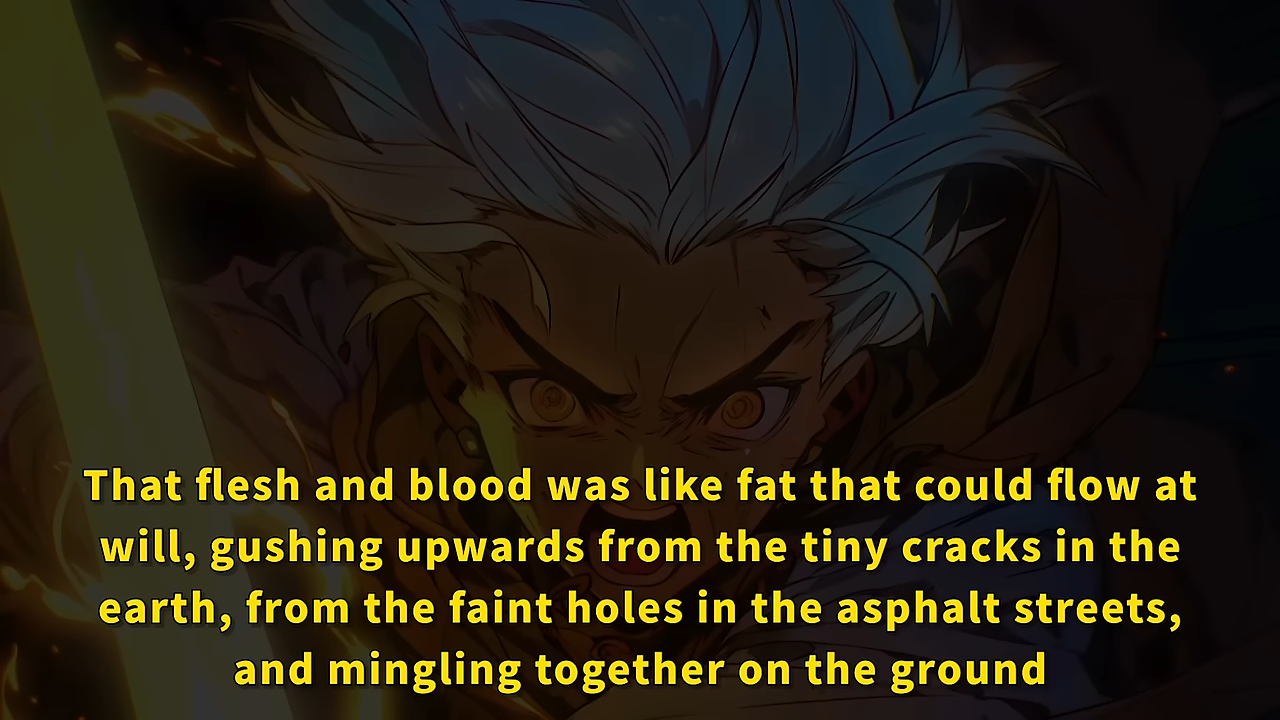 That flesh and blood was like fat that could flow at
will, gushing upwards from the tiny cracks in the
earth, from the faint holes in the asphalt streets,
and mingling together on the ground